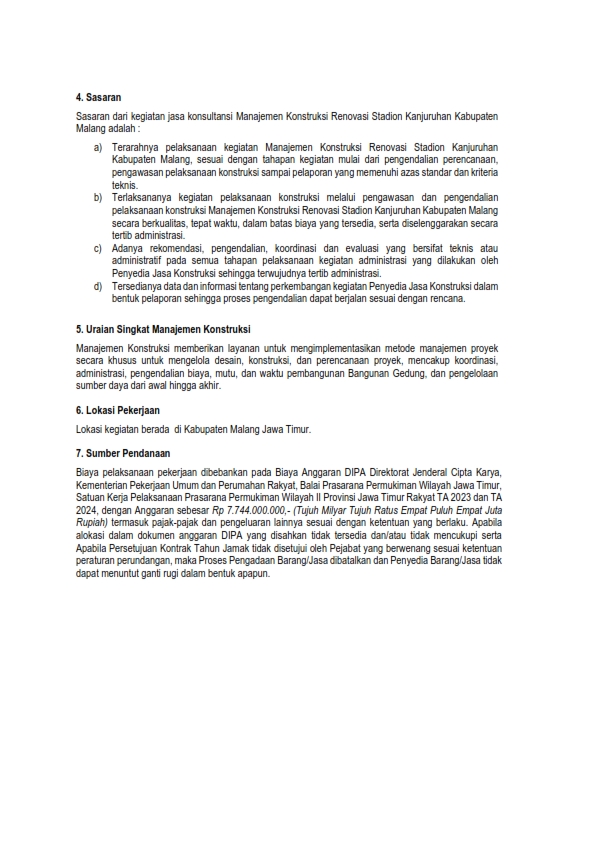 4. Sasaran
Sasaran dari kegiatan jasa konsultansi Manajemen Konstruksi Renovasi Stadion Kanjuruhan Kabupaten
Malang adalah :
a) Terarahnya pelaksanaan kegiatan Manajemen Konstruksi Renovasi Stadion Kanjuruhan
Kabupaten Malang, sesuai dengan tahapan kegiatan mulai dari pengendalian perencanaan,
pengawasan pelaksanaan konstruksi sampai pelaporan yang memenuhi azas standar dan kriteria
teknis.
b) Terlaksananya kegiatan pelaksanaan konstruksi melalui pengawasan dan pengendalian
pelaksanaan konstruksi Manajemen Konstruksi Renovasi Stadion Kanjuruhan Kabupaten Malang
secara berkualitas, tepat waktu, dalam batas biaya yang tersedia, serta diselenggarakan secara
tertib administrasi.
c) Adanya rekomendasi, pengendalian, koordinasi dan evaluasi yang bersifat teknis atau
administratif pada semua tahapan pelaksanaan kegiatan administrasi yang dilakukan oleh
Penyedia Jasa Konstruksi sehingga terwujudnya tertib administrasi.
d) Tersedianya data dan informasi tentang perkembangan kegiatan Penyedia Jasa Konstruksi dalam
bentuk pelaporan sehingga proses pengendalian dapat berjalan sesuai dengan rencana.
5. Uraian Singkat Manajemen Konstruksi
Manajemen Konstruksi memberikan layanan untuk mengimplementasikan metode manajemen proyek
secara khusus untuk mengelola desain, konstruksi, dan perencanaan proyek, mencakup koordinasi,
administrasi, pengendalian biaya, mutu, dan waktu pembangunan Bangunan Gedung, dan pengelolaan
sumber daya dari awal hingga akhir.
6. Lokasi Pekerjaan
Lokasi kegiatan berada di Kabupaten Malang Jawa Timur.
7. Sumber Pendanaan
Biaya pelaksanaan pekerjaan dibebankan pada Biaya Anggaran DIPA Direktorat Jenderal Cipta Karya,
Kementerian Pekerjaan Umum dan Perumahan Rakyat, Balai Prasarana Permukiman Wilayah Jawa Timur,
Satuan Kerja Pelaksanaan Prasarana Permukiman Wilayah II Provinsi Jawa Timur Rakyat TA 2023 dan TA
2024, dengan Anggaran sebesar Rp 7.744.000.000,- (Tujuh Milyar Tujuh Ratus Empat Puluh Empat Juta
Rupiah) termasuk pajak-pajak dan pengeluaran lainnya sesuai dengan ketentuan yang berlaku. Apabila
alokasi dalam dokumen anggaran DIPA yang disahkan tidak tersedia dan/atau tidak mencukupi serta
Apabila Persetujuan Kontrak Tahun Jamak tidak disetujui oleh Pejabat yang berwenang sesuai ketentuan
peraturan perundangan, maka Proses Pengadaan Barang/Jasa dibatalkan dan Penyedia Barang/Jasa tidak
dapat menuntut ganti rugi dalam bentuk apapun.